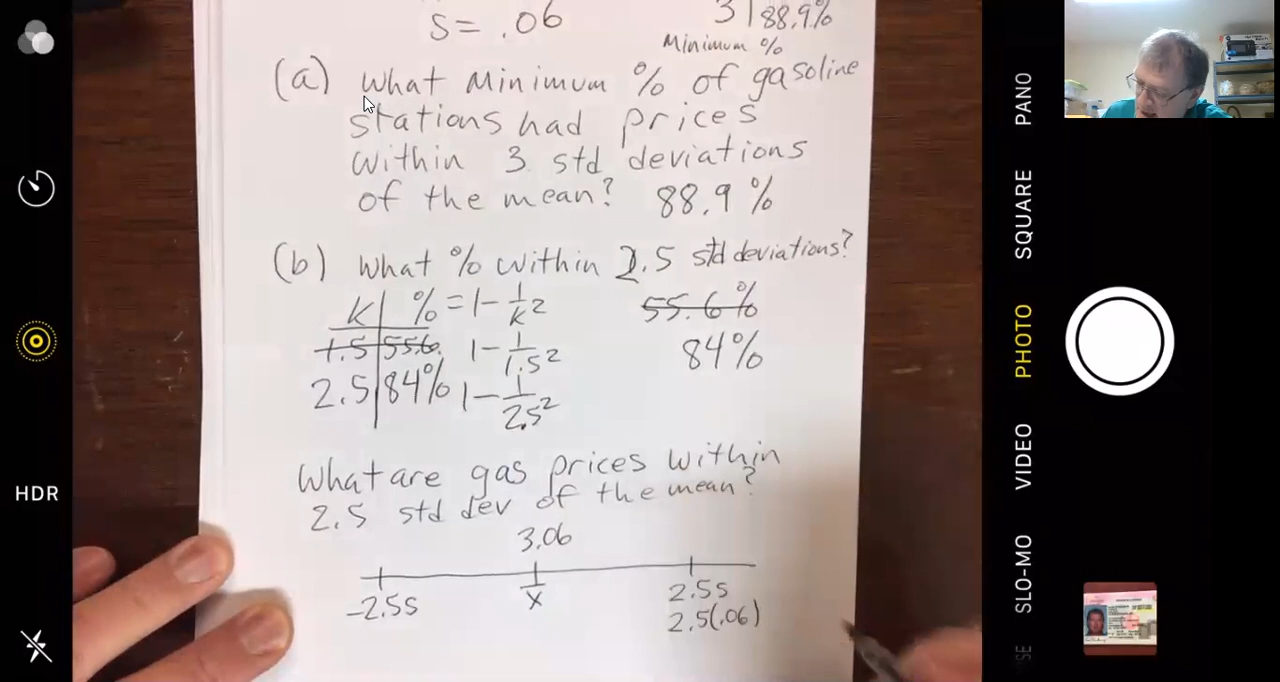 S = .06
3 | 88.9%
Minimum %
(a) What Minimum % of gasoline
stations had prices
within 3 std deviations
of the mean? 88.9%
(b) What % within 2.5 std deviations?
K | % = 1 - 1/K2
55.6%
1.5 | 55.6 1 - 1/1.5²
84%
2.5 | 84% 1 - 1/2.5²
What are gas prices within
2.5 std dev of the mean?
3.06
-2.5s
x̄
2.5s
2.5(.06)
HDR
PANO
SQUARE
PHOTO
VIDEO
SLO-MO
SE